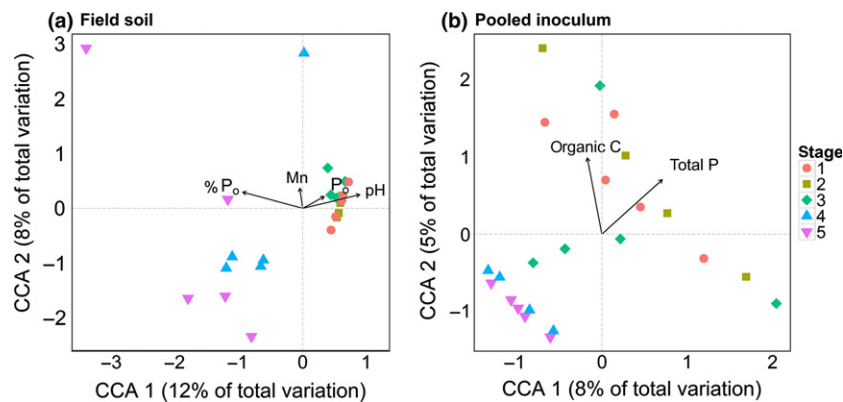 (a) Field soil
3
2
1
0
−1
−2
−3
−2
−1
0
1
CCA 2 (8% of total variation)
CCA 1 (12% of total variation)
% Po
Mn
Po
pH
(b) Pooled inoculum
2
1
0
−1
−1
0
1
2
CCA 2 (5% of total variation)
CCA 1 (8% of total variation)
Organic C
Total P
Stage
1
2
3
4
5